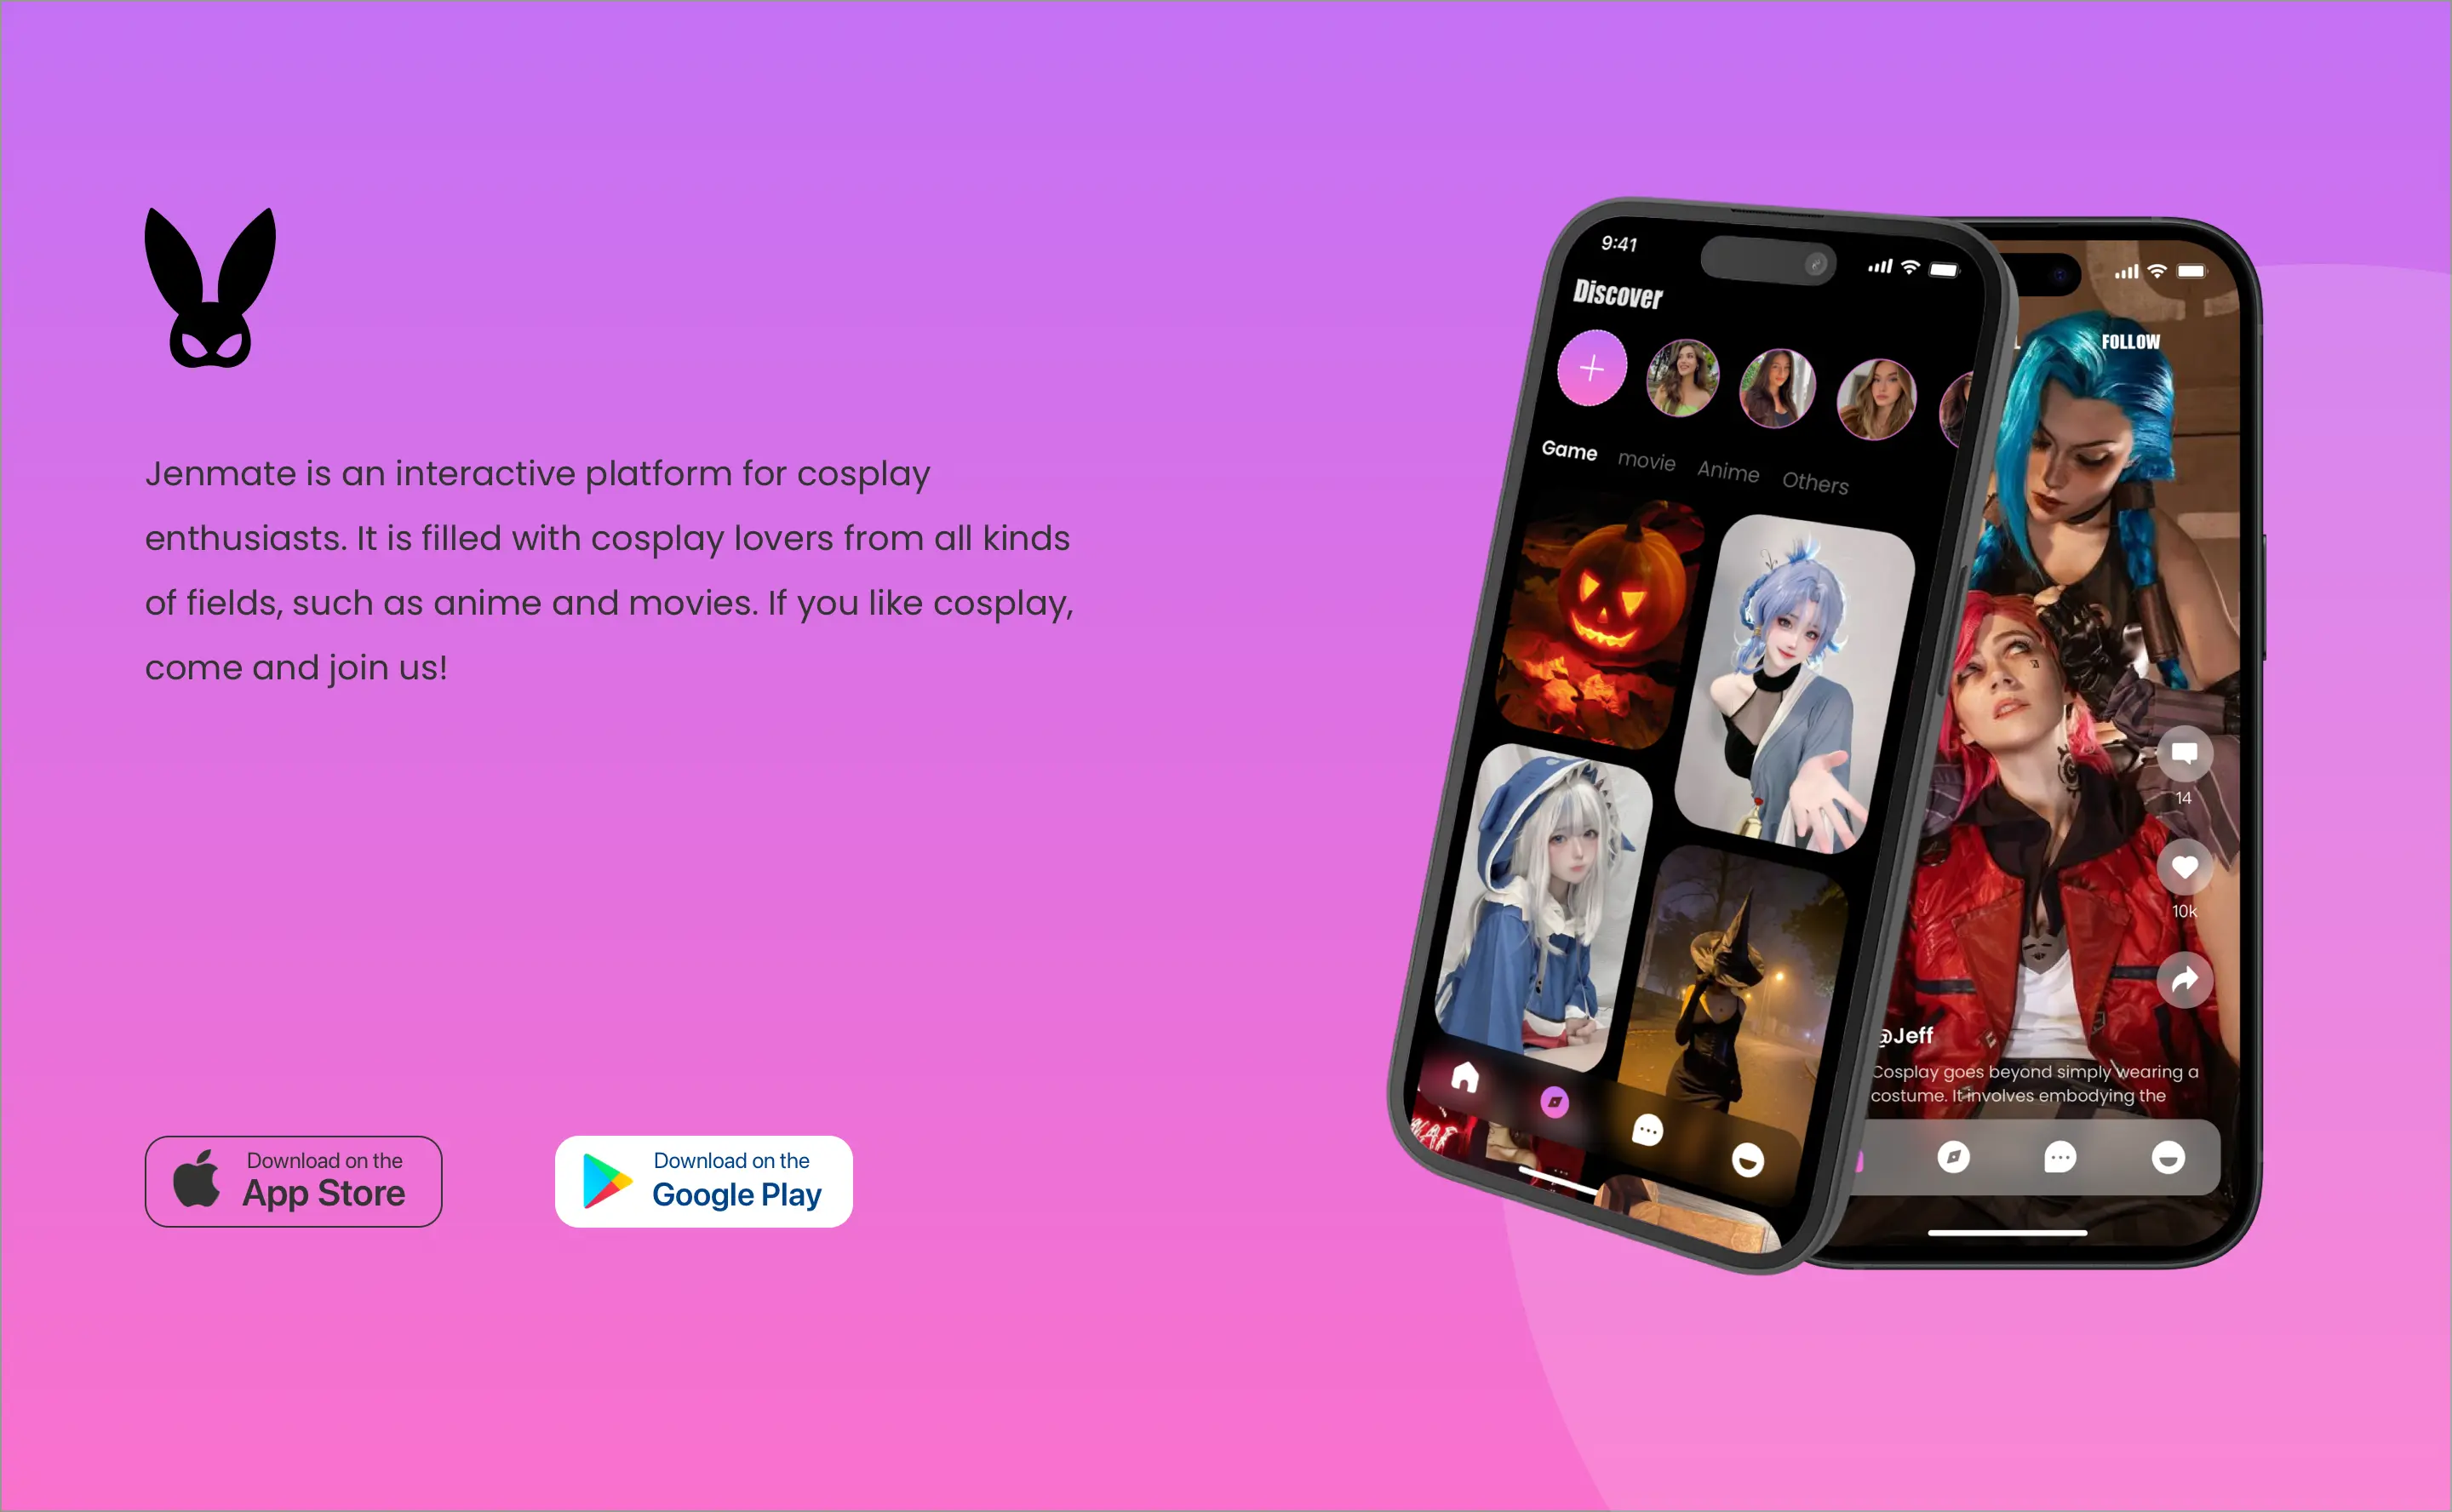 Jenmate is an interactive platform for cosplay
enthusiasts. It is filled with cosplay lovers from all kinds
of fields, such as anime and movies. If you like cosplay,
come and join us!
Download on the
App Store
Download on the
Google Play
9:41
Discover
Game movie Anime Others
FOLLOW
14
10k
@Jeff
Cosplay goes beyond simply wearing a
costume. It involves embodying the